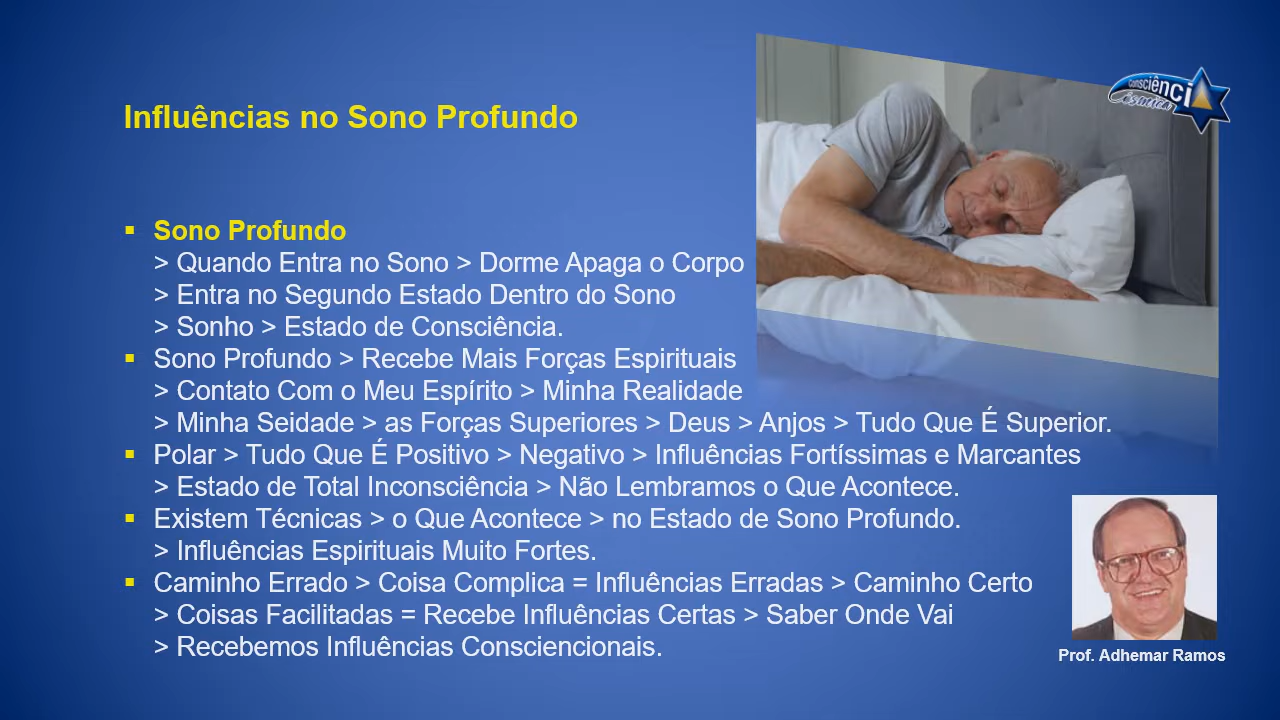 Influências no Sono Profundo
consciênci
Cósmica
▪ Sono Profundo
> Quando Entra no Sono > Dorme Apaga o Corpo
> Entra no Segundo Estado Dentro do Sono
> Sonho > Estado de Consciência.
▪ Sono Profundo > Recebe Mais Forças Espirituais
> Contato Com o Meu Espírito > Minha Realidade
> Minha Seidade > as Forças Superiores > Deus > Anjos > Tudo Que É Superior.
▪ Polar > Tudo Que É Positivo > Negativo > Influências Fortíssimas e Marcantes
> Estado de Total Inconsciência > Não Lembramos o Que Acontece.
▪ Existem Técnicas > o Que Acontece > no Estado de Sono Profundo.
> Influências Espirituais Muito Fortes.
▪ Caminho Errado > Coisa Complica = Influências Erradas > Caminho Certo
> Coisas Facilitadas = Recebe Influências Certas > Saber Onde Vai
> Recebemos Influências Consciencionais.
Prof. Adhemar Ramos